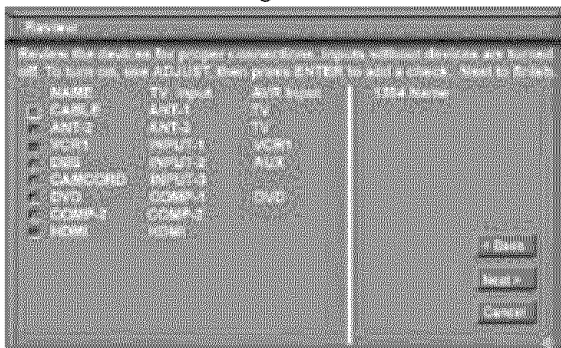 Review
Review the devices for proper connections. Inputs without devices are turned
off. To turn on, use ADJUST, then press ENTER to add a check. Next to finish.
NAME TV Input AVR Input 1394 Name
CABLE ANT-1 TV
ANT-2 ANT-2 TV
VCR1 INPUT-1 VCR1
DBS INPUT-2 AUX
CAMCORD INPUT-3
DVD COMP-1 DVD
COMP-2 COMP-2
HDMI HDMI
< Back
Next >
Cancel